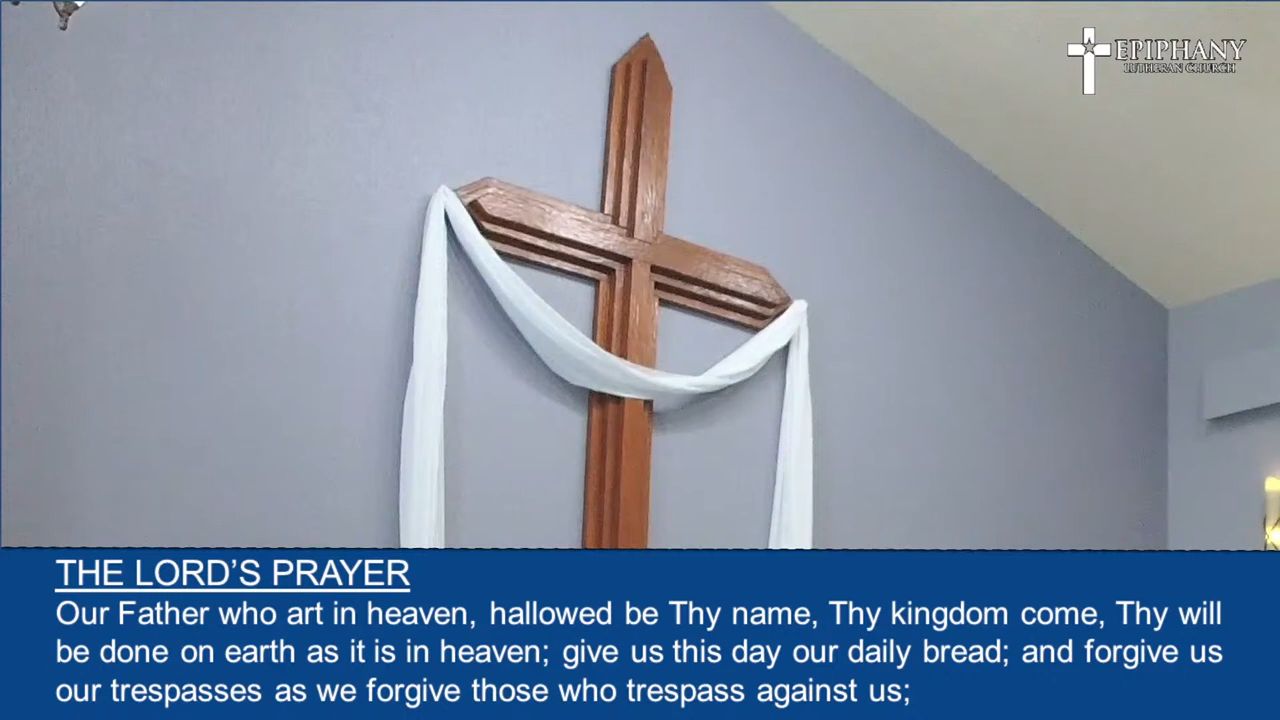 EPIPHANY
LUTHERAN CHURCH
THE LORD’S PRAYER
Our Father who art in heaven, hallowed be Thy name, Thy kingdom come, Thy will
be done on earth as it is in heaven; give us this day our daily bread; and forgive us
our trespasses as we forgive those who trespass against us;